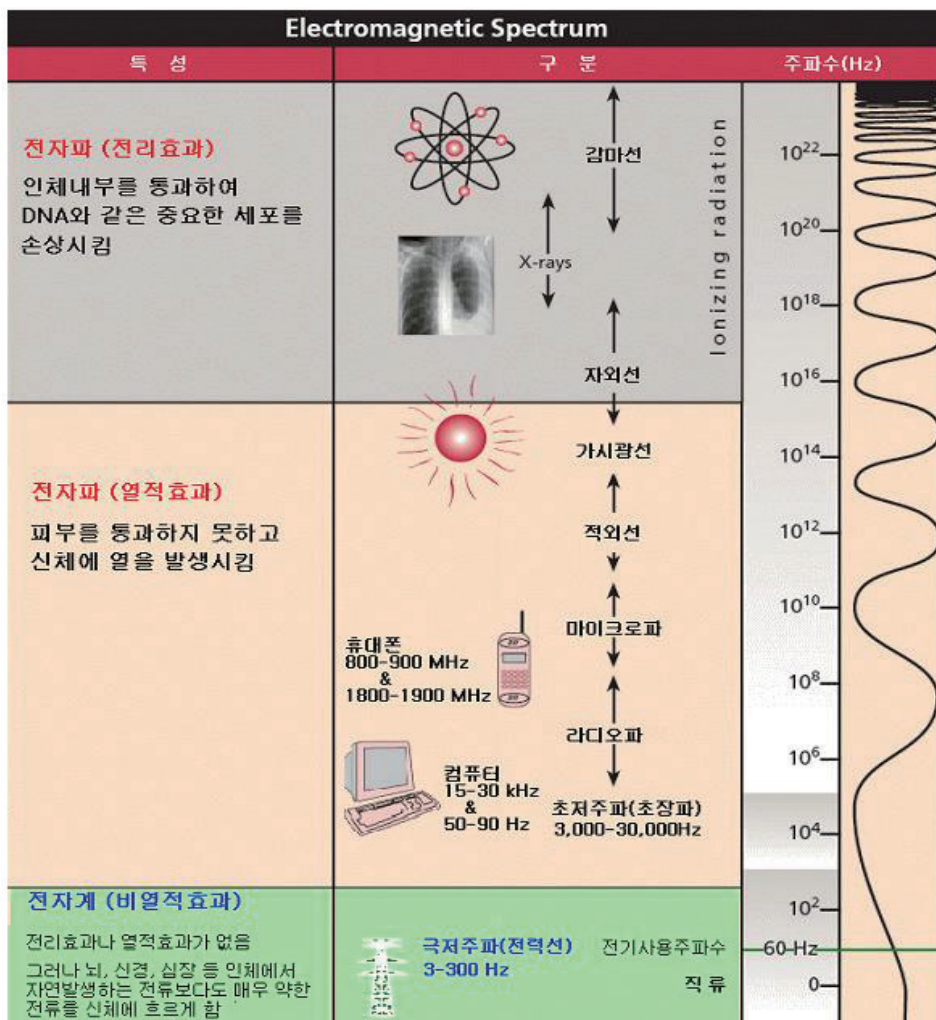 Electromagnetic Spectrum
특 성
구 분
주파수(Hz)
전자파 (전리효과)
인체내부를 통과하여
DNA와 같은 중요한 세포를
손상시킴
감마선
X-rays
자외선
Ionizing radiation
전자파 (열적효과)
피부를 통과하지 못하고
신체에 열을 발생시킴
가시광선
적외선
마이크로파
휴대폰
800-900 MHz
&
1800-1900 MHz
라디오파
컴퓨터
15-30 kHz
&
50-90 Hz
초저주파(초장파)
3,000-30,000Hz
전자계 (비열적효과)
전리효과나 열적효과가 없음
그러나 뇌, 신경, 심장 등 인체에서
자연발생하는 전류보다도 매우 약한
전류를 신체에 흐르게 함
극저주파(전력선)
3-300 Hz
전기사용주파수
직 류
10²²
10²⁰
10¹⁸
10¹⁶
10¹⁴
10¹²
10¹⁰
10⁸
10⁶
10⁴
10²
60 Hz
0